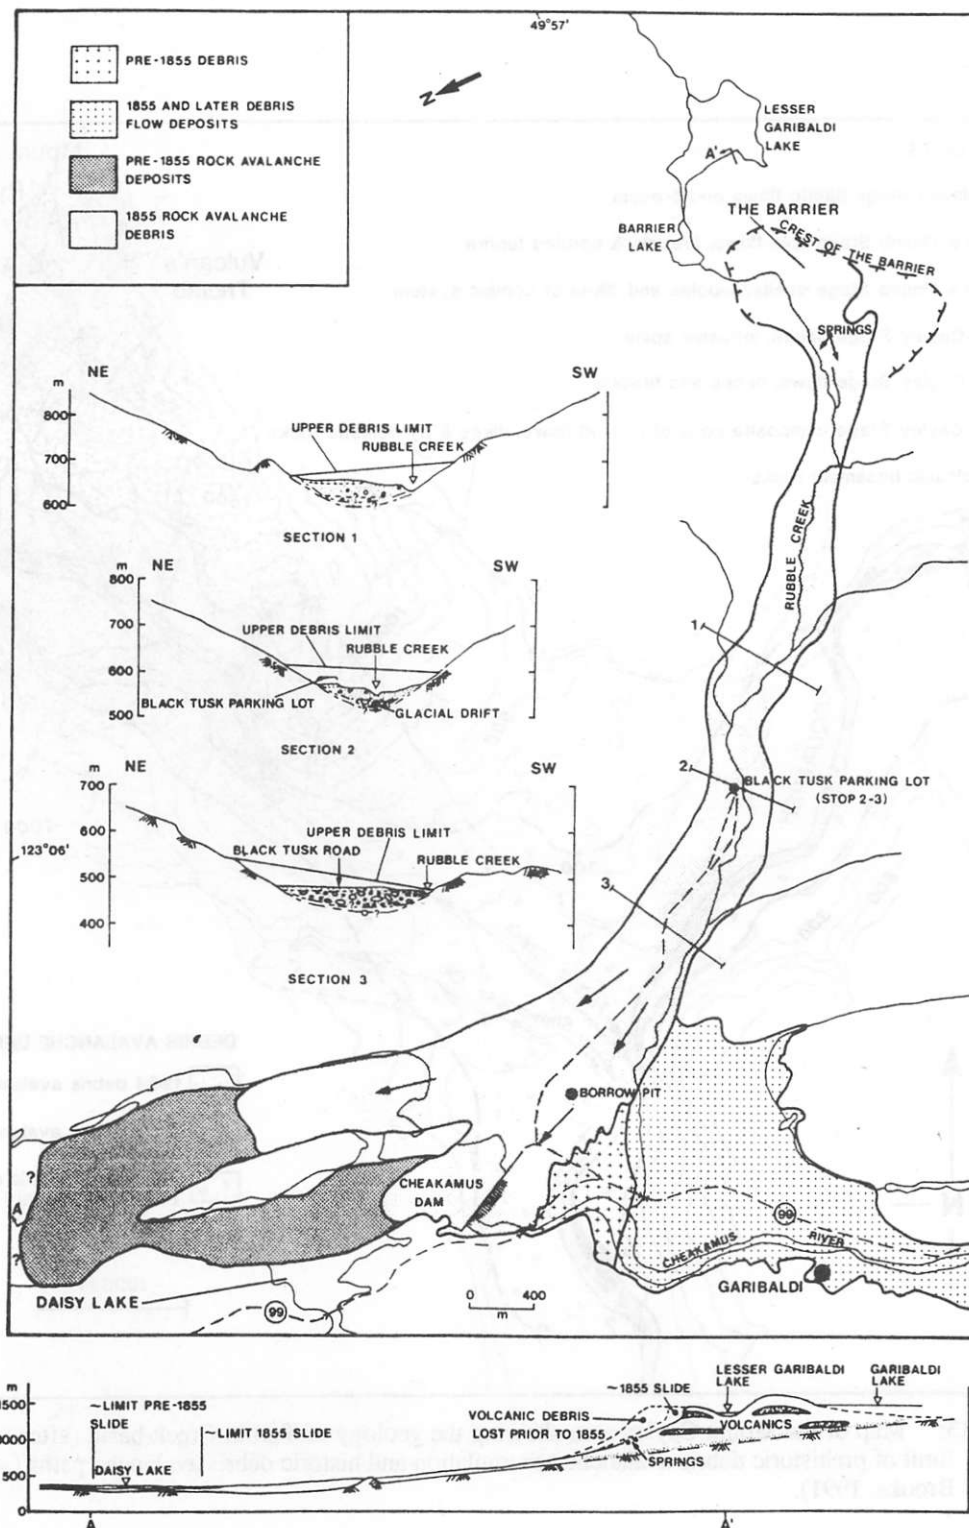 49°57'
PRE-1855 DEBRIS
1855 AND LATER DEBRIS
FLOW DEPOSITS
PRE-1855 ROCK AVALANCHE
DEPOSITS
1855 ROCK AVALANCHE
DEBRIS
N
LESSER
GARIBALDI
LAKE
A'
THE BARRIER
BARRIER
LAKE
CREST OF THE BARRIER
SPRINGS
RUBBLE CREEK
m
NE
SW
800
700
600
UPPER DEBRIS LIMIT
RUBBLE CREEK
SECTION 1
m
NE
SW
800
700
600
500
UPPER DEBRIS LIMIT
RUBBLE CREEK
BLACK TUSK PARKING LOT
GLACIAL DRIFT
SECTION 2
m
NE
SW
700
600
500
400
UPPER DEBRIS LIMIT
BLACK TUSK ROAD
RUBBLE CREEK
SECTION 3
123°06'
1
2
BLACK TUSK PARKING LOT
(STOP 2-3)
3
BORROW PIT
CHEAKAMUS
DAM
?
A
?
99
CHEAKAMUS RIVER
GARIBALDI
DAISY LAKE
99
0 400
m
m
1500
1000
500
0
~LIMIT PRE-1855
SLIDE
~LIMIT 1855 SLIDE
DAISY LAKE
VOLCANIC DEBRIS
LOST PRIOR TO 1855
~1855 SLIDE
LESSER GARIBALDI
LAKE
GARIBALDI
LAKE
VOLCANICS
SPRINGS
A
A'